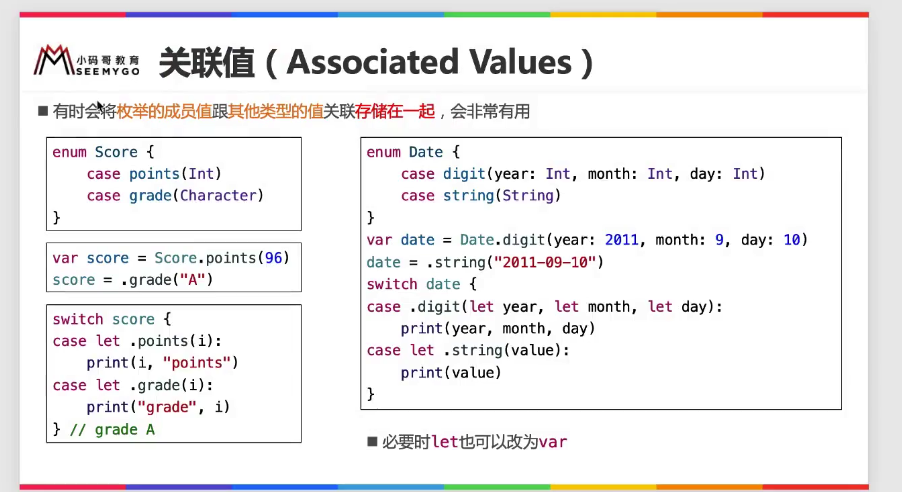 小码哥教育
SEEMYGO
关联值（Associated Values）
■ 有时会将枚举的成员值跟其他类型的值关联存储在一起，会非常有用
enum Score {
    case points(Int)
    case grade(Character)
}
var score = Score.points(96)
score = .grade("A")
switch score {
case let .points(i):
    print(i, "points")
case let .grade(i):
    print("grade", i)
} // grade A
enum Date {
    case digit(year: Int, month: Int, day: Int)
    case string(String)
}
var date = Date.digit(year: 2011, month: 9, day: 10)
date = .string("2011-09-10")
switch date {
case .digit(let year, let month, let day):
    print(year, month, day)
case let .string(value):
    print(value)
}
■ 必要时let也可以改为var